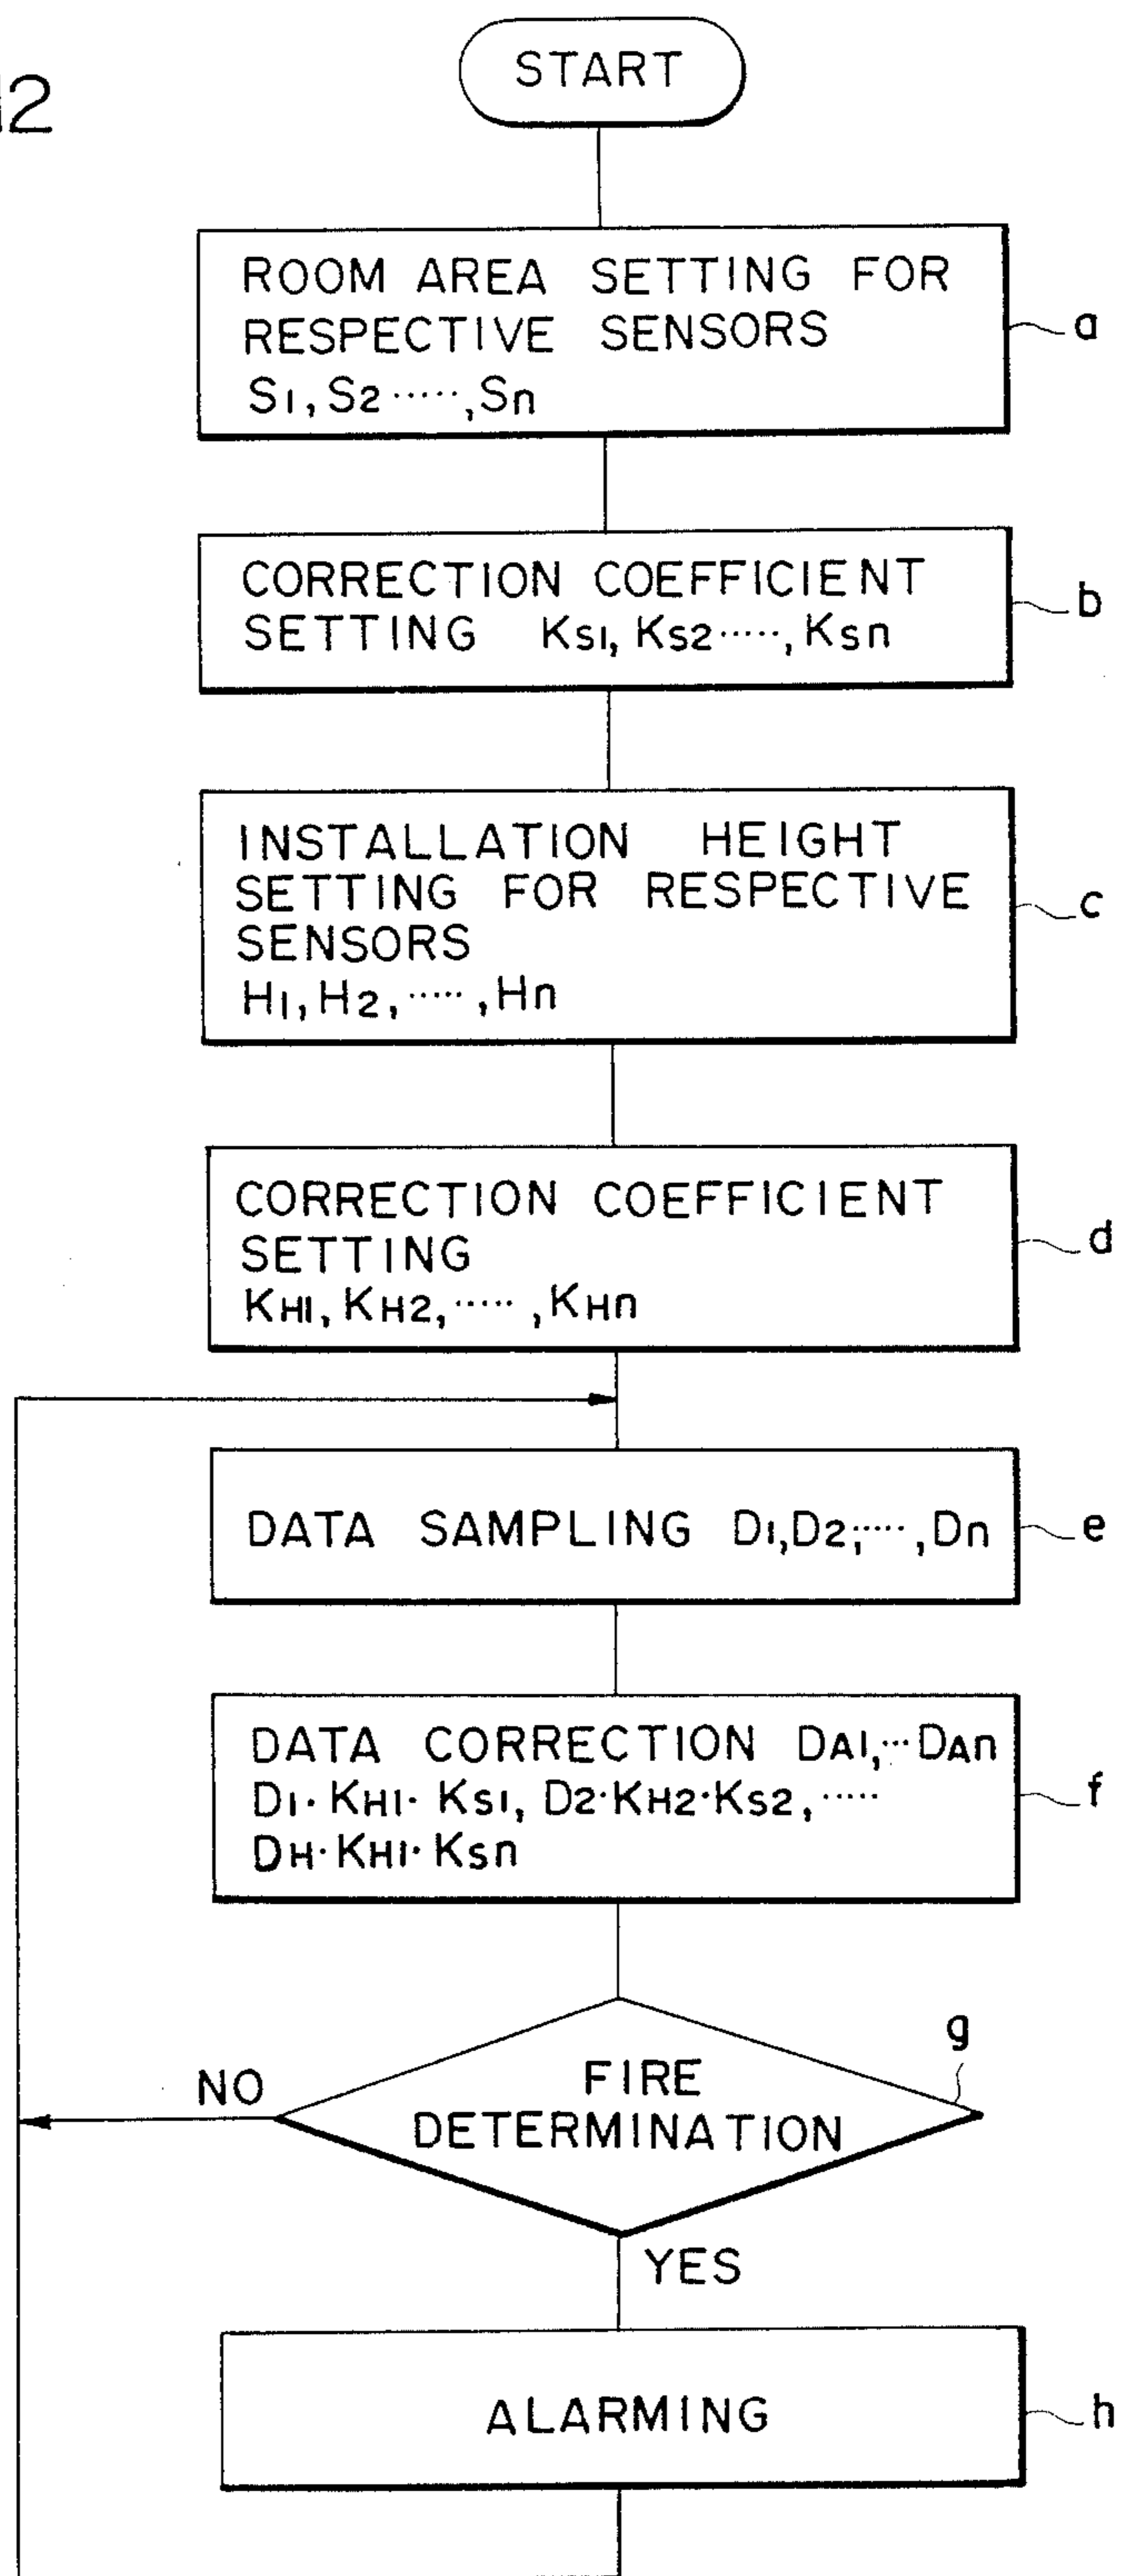 12
START
ROOM AREA SETTING FOR
RESPECTIVE SENSORS
S1, S2 ·····, Sn
a
CORRECTION COEFFICIENT
SETTING KS1, KS2 ·····, KSn
b
INSTALLATION HEIGHT
SETTING FOR RESPECTIVE
SENSORS
H1, H2, ·····, Hn
c
CORRECTION COEFFICIENT
SETTING
KH1, KH2, ·····, KHn
d
DATA SAMPLING D1, D2, ·····, Dn
e
DATA CORRECTION DA1, ··· DAn
D1· KH1· KS1, D2·KH2·KS2, ·····
DH·KH1·KSn
f
g
FIRE
DETERMINATION
NO
YES
ALARMING
h